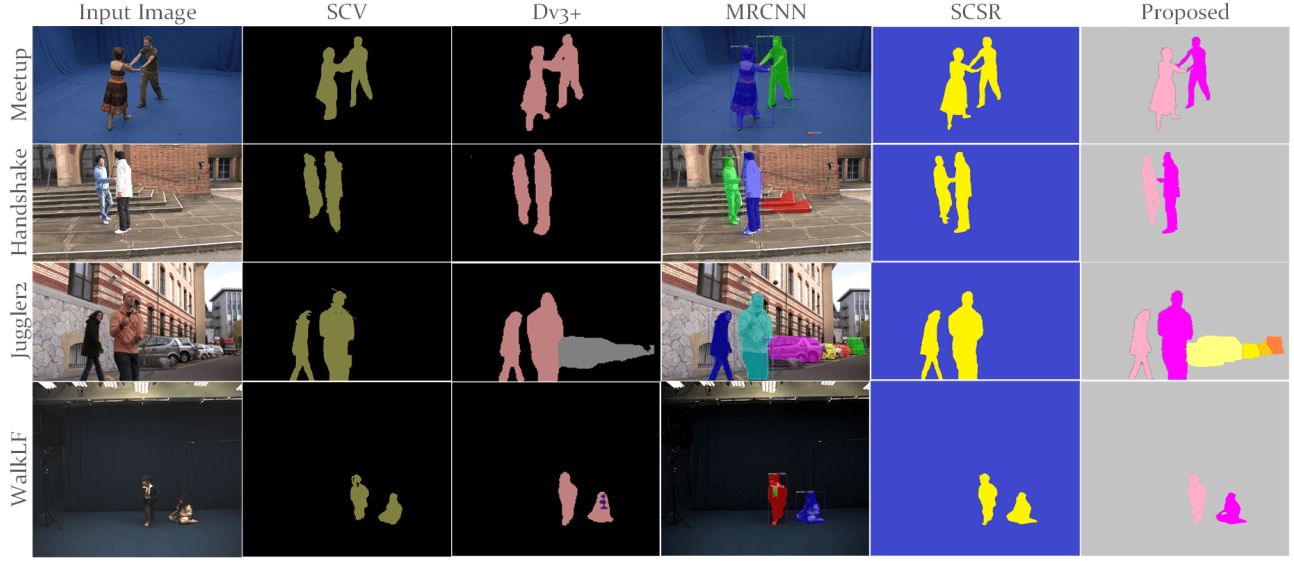 Input Image SCV Dv3+ MRCNN SCSR Proposed
Meetup
Handshake
Juggler2
WalkLF